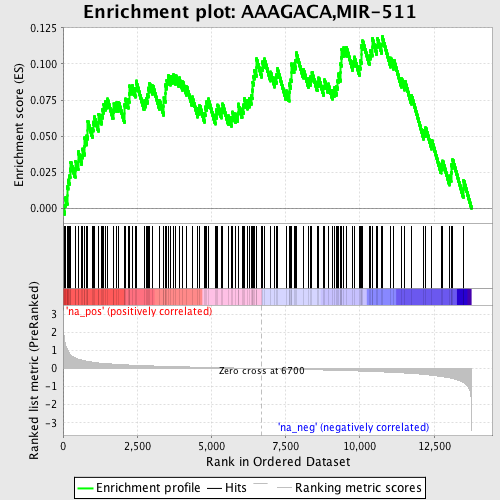 Enrichment plot: AAAGACA,MIR-511
Enrichment score (ES)
0.125
0.100
0.075
0.050
0.025
0.000
'na_pos' (positively correlated)
Ranked list metric (PreRanked)
3
2
1
0
-1
-2
-3
Zero cross at 6700
'na_neg' (negatively correlated)
0
2,500
5,000
7,500
10,000
12,500
Rank in Ordered Dataset
Enrichment profile
Hits
Ranking metric scores